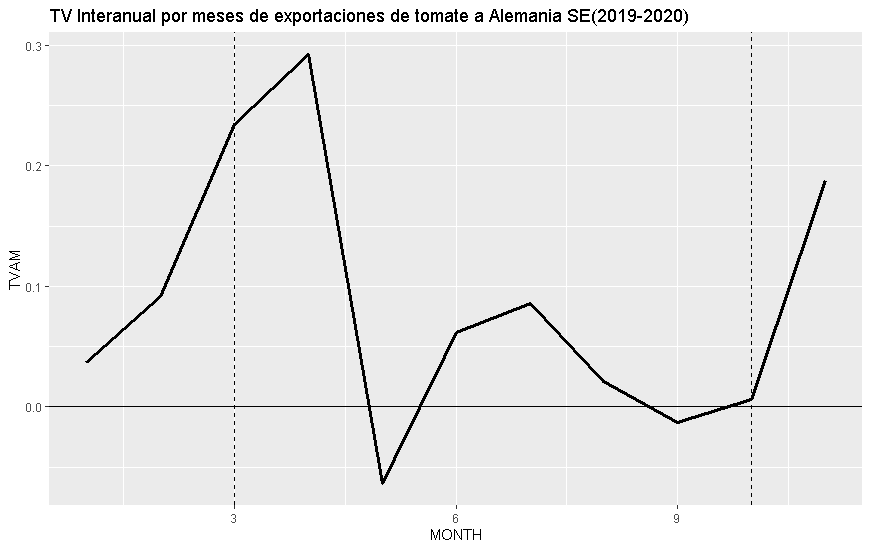 TV Interanual por meses de exportaciones de tomate a Alemania SE(2019-2020)
0.3
0.2
0.1
0.0
TVAM
3
6
9
MONTH